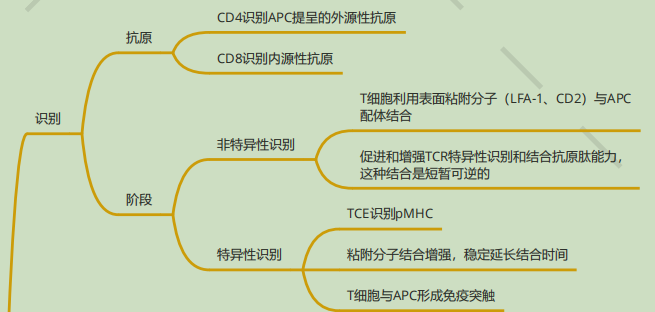 CD4识别APC提呈的外源性抗原
抗原
CD8识别内源性抗原
识别
T细胞利用表面粘附分子（LFA-1、CD2）与APC
配体结合
非特异性识别
促进和增强TCR特异性识别和结合抗原肽能力，
这种结合是短暂可逆的
阶段
TCE识别pMHC
特异性识别
粘附分子结合增强，稳定延长结合时间
T细胞与APC形成免疫突触